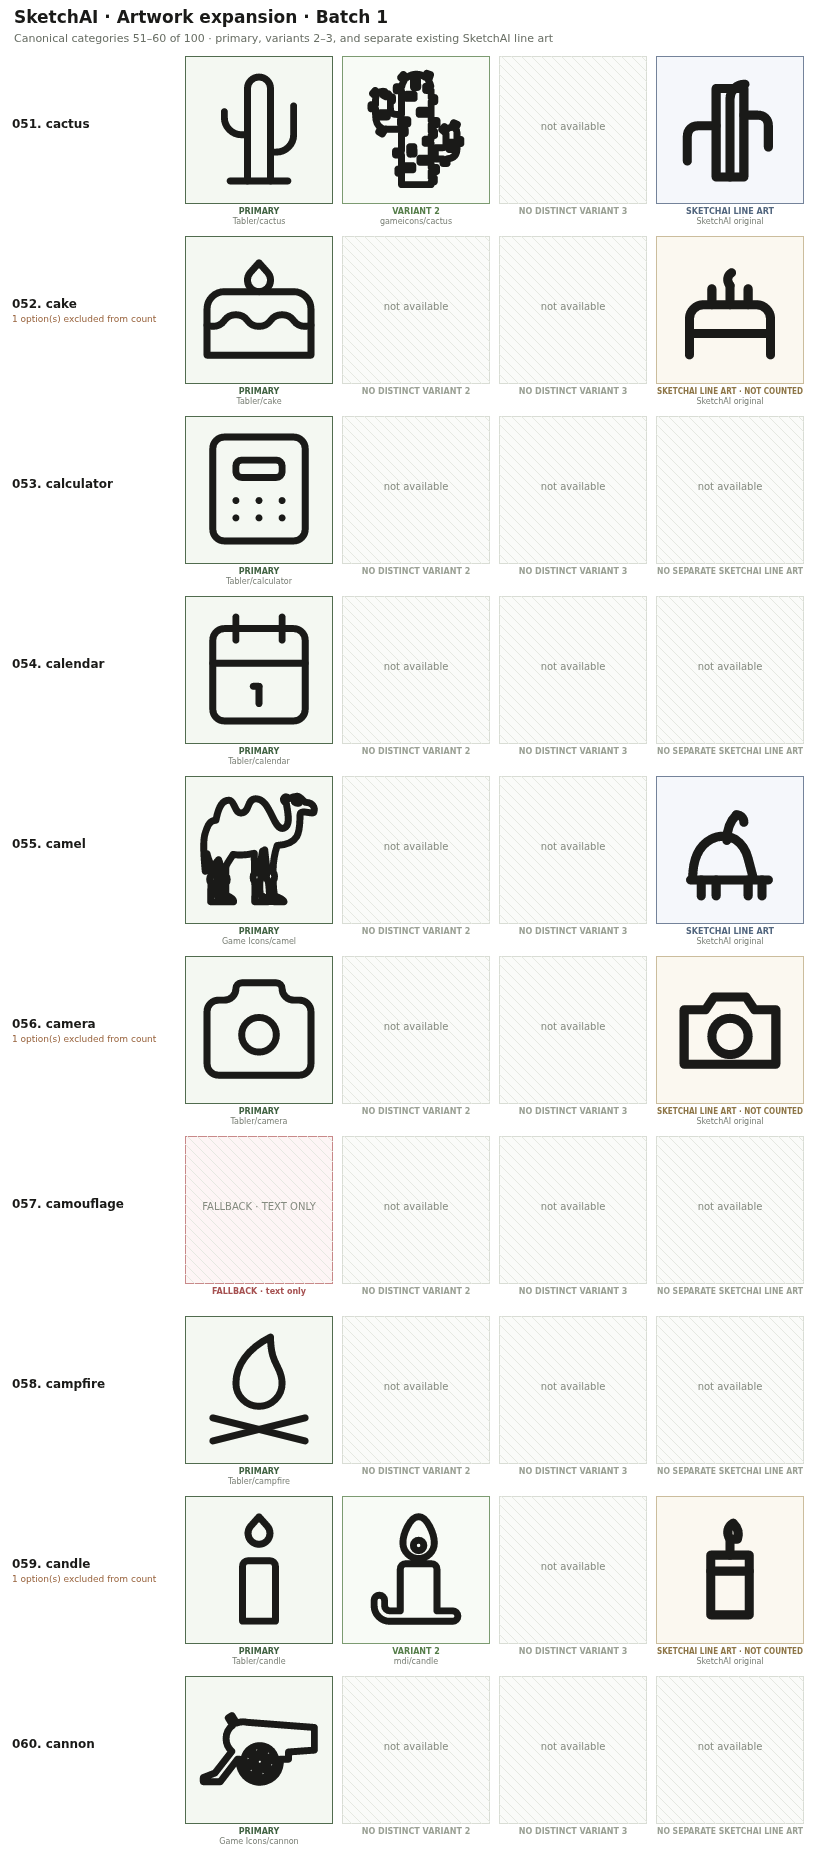 SketchAI · Artwork expansion · Batch 1
Canonical categories 51–60 of 100 · primary, variants 2–3, and separate existing SketchAI line art
051. cactus
not available
PRIMARY
Tabler/cactus
VARIANT 2
gameicons/cactus
NO DISTINCT VARIANT 3
SKETCHAI LINE ART
SketchAI original
052. cake
1 option(s) excluded from count
not available
not available
PRIMARY
Tabler/cake
NO DISTINCT VARIANT 2
NO DISTINCT VARIANT 3
SKETCHAI LINE ART · NOT COUNTED
SketchAI original
053. calculator
not available
not available
not available
PRIMARY
Tabler/calculator
NO DISTINCT VARIANT 2
NO DISTINCT VARIANT 3
NO SEPARATE SKETCHAI LINE ART
054. calendar
1
not available
not available
not available
PRIMARY
Tabler/calendar
NO DISTINCT VARIANT 2
NO DISTINCT VARIANT 3
NO SEPARATE SKETCHAI LINE ART
055. camel
not available
not available
PRIMARY
Game Icons/camel
NO DISTINCT VARIANT 2
NO DISTINCT VARIANT 3
SKETCHAI LINE ART
SketchAI original
056. camera
1 option(s) excluded from count
not available
not available
PRIMARY
Tabler/camera
NO DISTINCT VARIANT 2
NO DISTINCT VARIANT 3
SKETCHAI LINE ART · NOT COUNTED
SketchAI original
057. camouflage
FALLBACK · TEXT ONLY
not available
not available
not available
FALLBACK · text only
NO DISTINCT VARIANT 2
NO DISTINCT VARIANT 3
NO SEPARATE SKETCHAI LINE ART
058. campfire
not available
not available
not available
PRIMARY
Tabler/campfire
NO DISTINCT VARIANT 2
NO DISTINCT VARIANT 3
NO SEPARATE SKETCHAI LINE ART
059. candle
1 option(s) excluded from count
not available
PRIMARY
Tabler/candle
VARIANT 2
mdi/candle
NO DISTINCT VARIANT 3
SKETCHAI LINE ART · NOT COUNTED
SketchAI original
060. cannon
not available
not available
not available
PRIMARY
Game Icons/cannon
NO DISTINCT VARIANT 2
NO DISTINCT VARIANT 3
NO SEPARATE SKETCHAI LINE ART